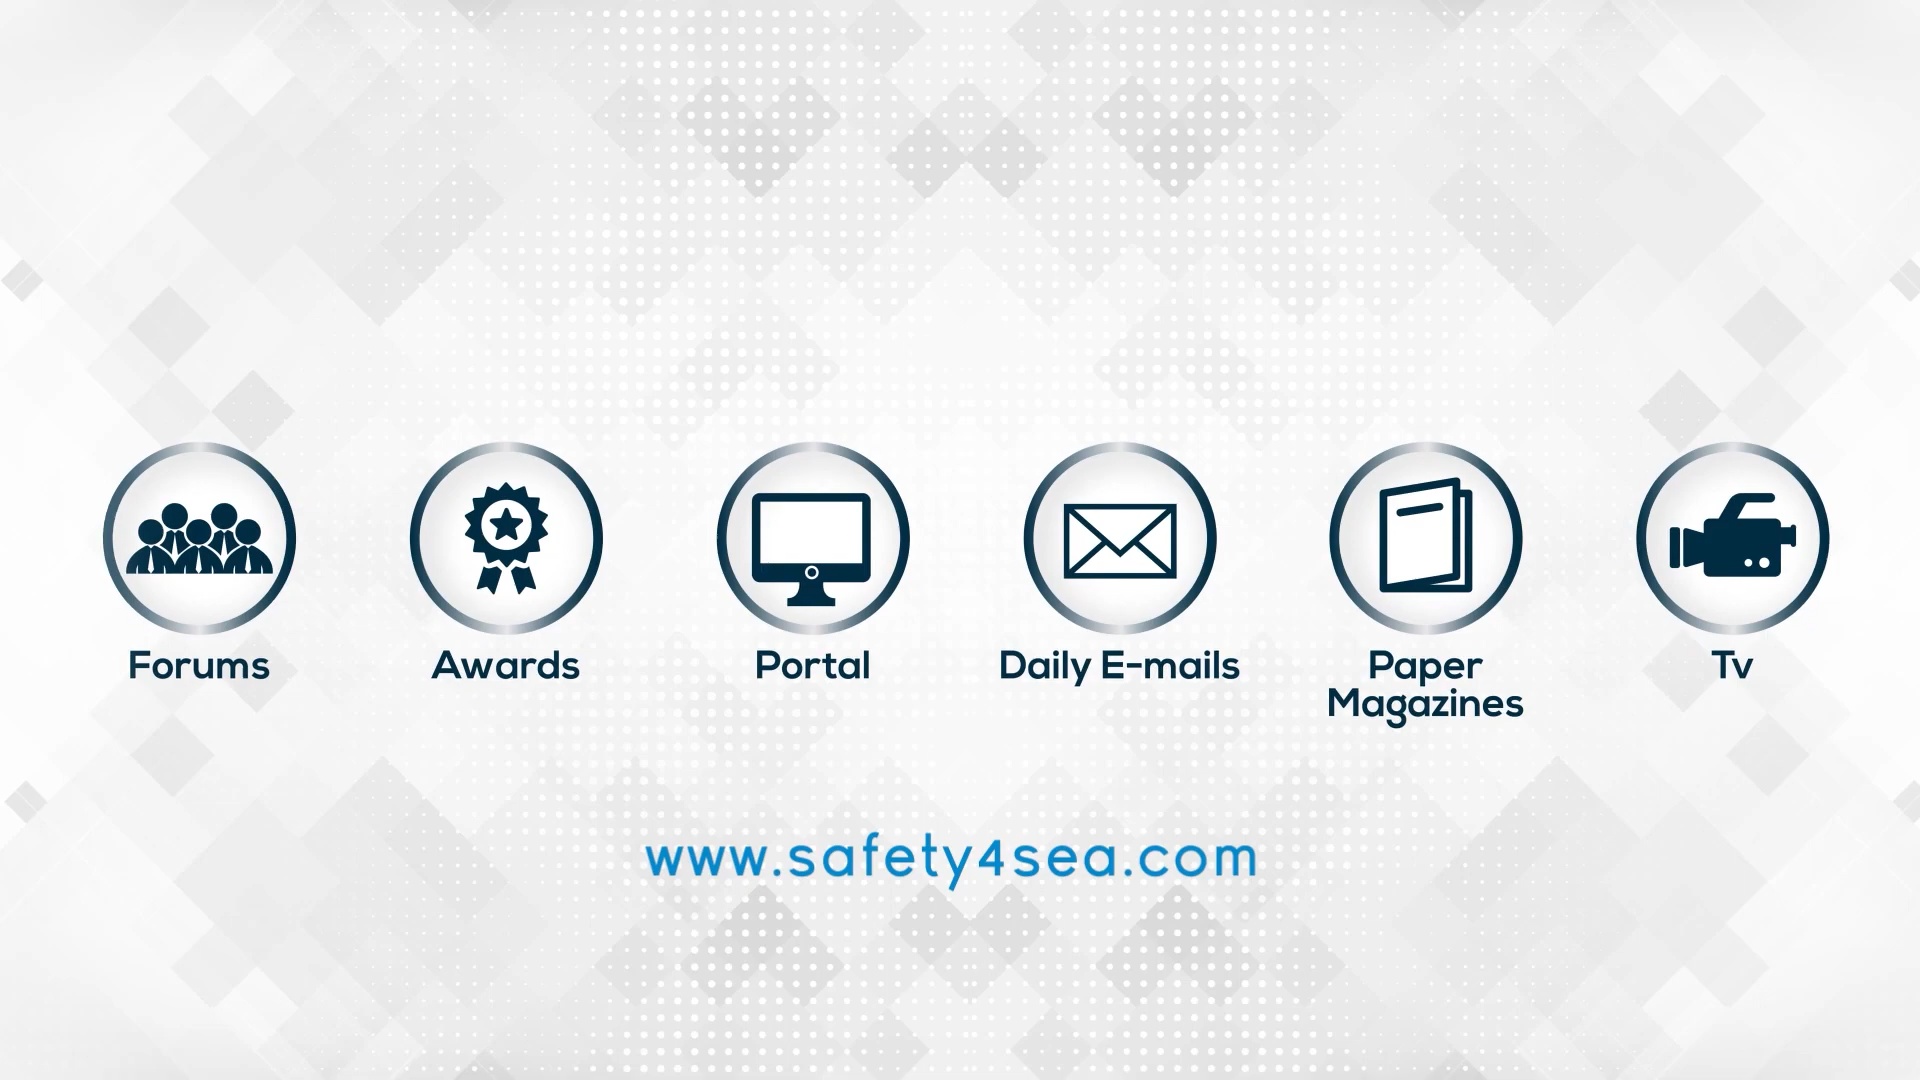 Forums
Awards
Portal
Daily E-mails
Paper
Magazines
Tv
www.safety4sea.com